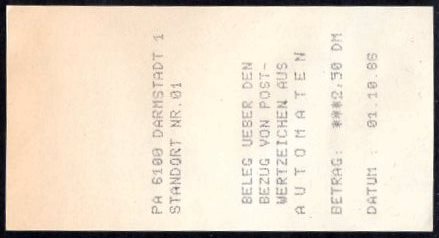 PA 6100 DARMSTADT 1
STANDORT NR.01
BELEG UEBER DEN
BEZUG VON POST-
WERTZEICHEN AUS
A U T O M A T E N
BETRAG: ***2,50 DM
DATUM : 01.10.86